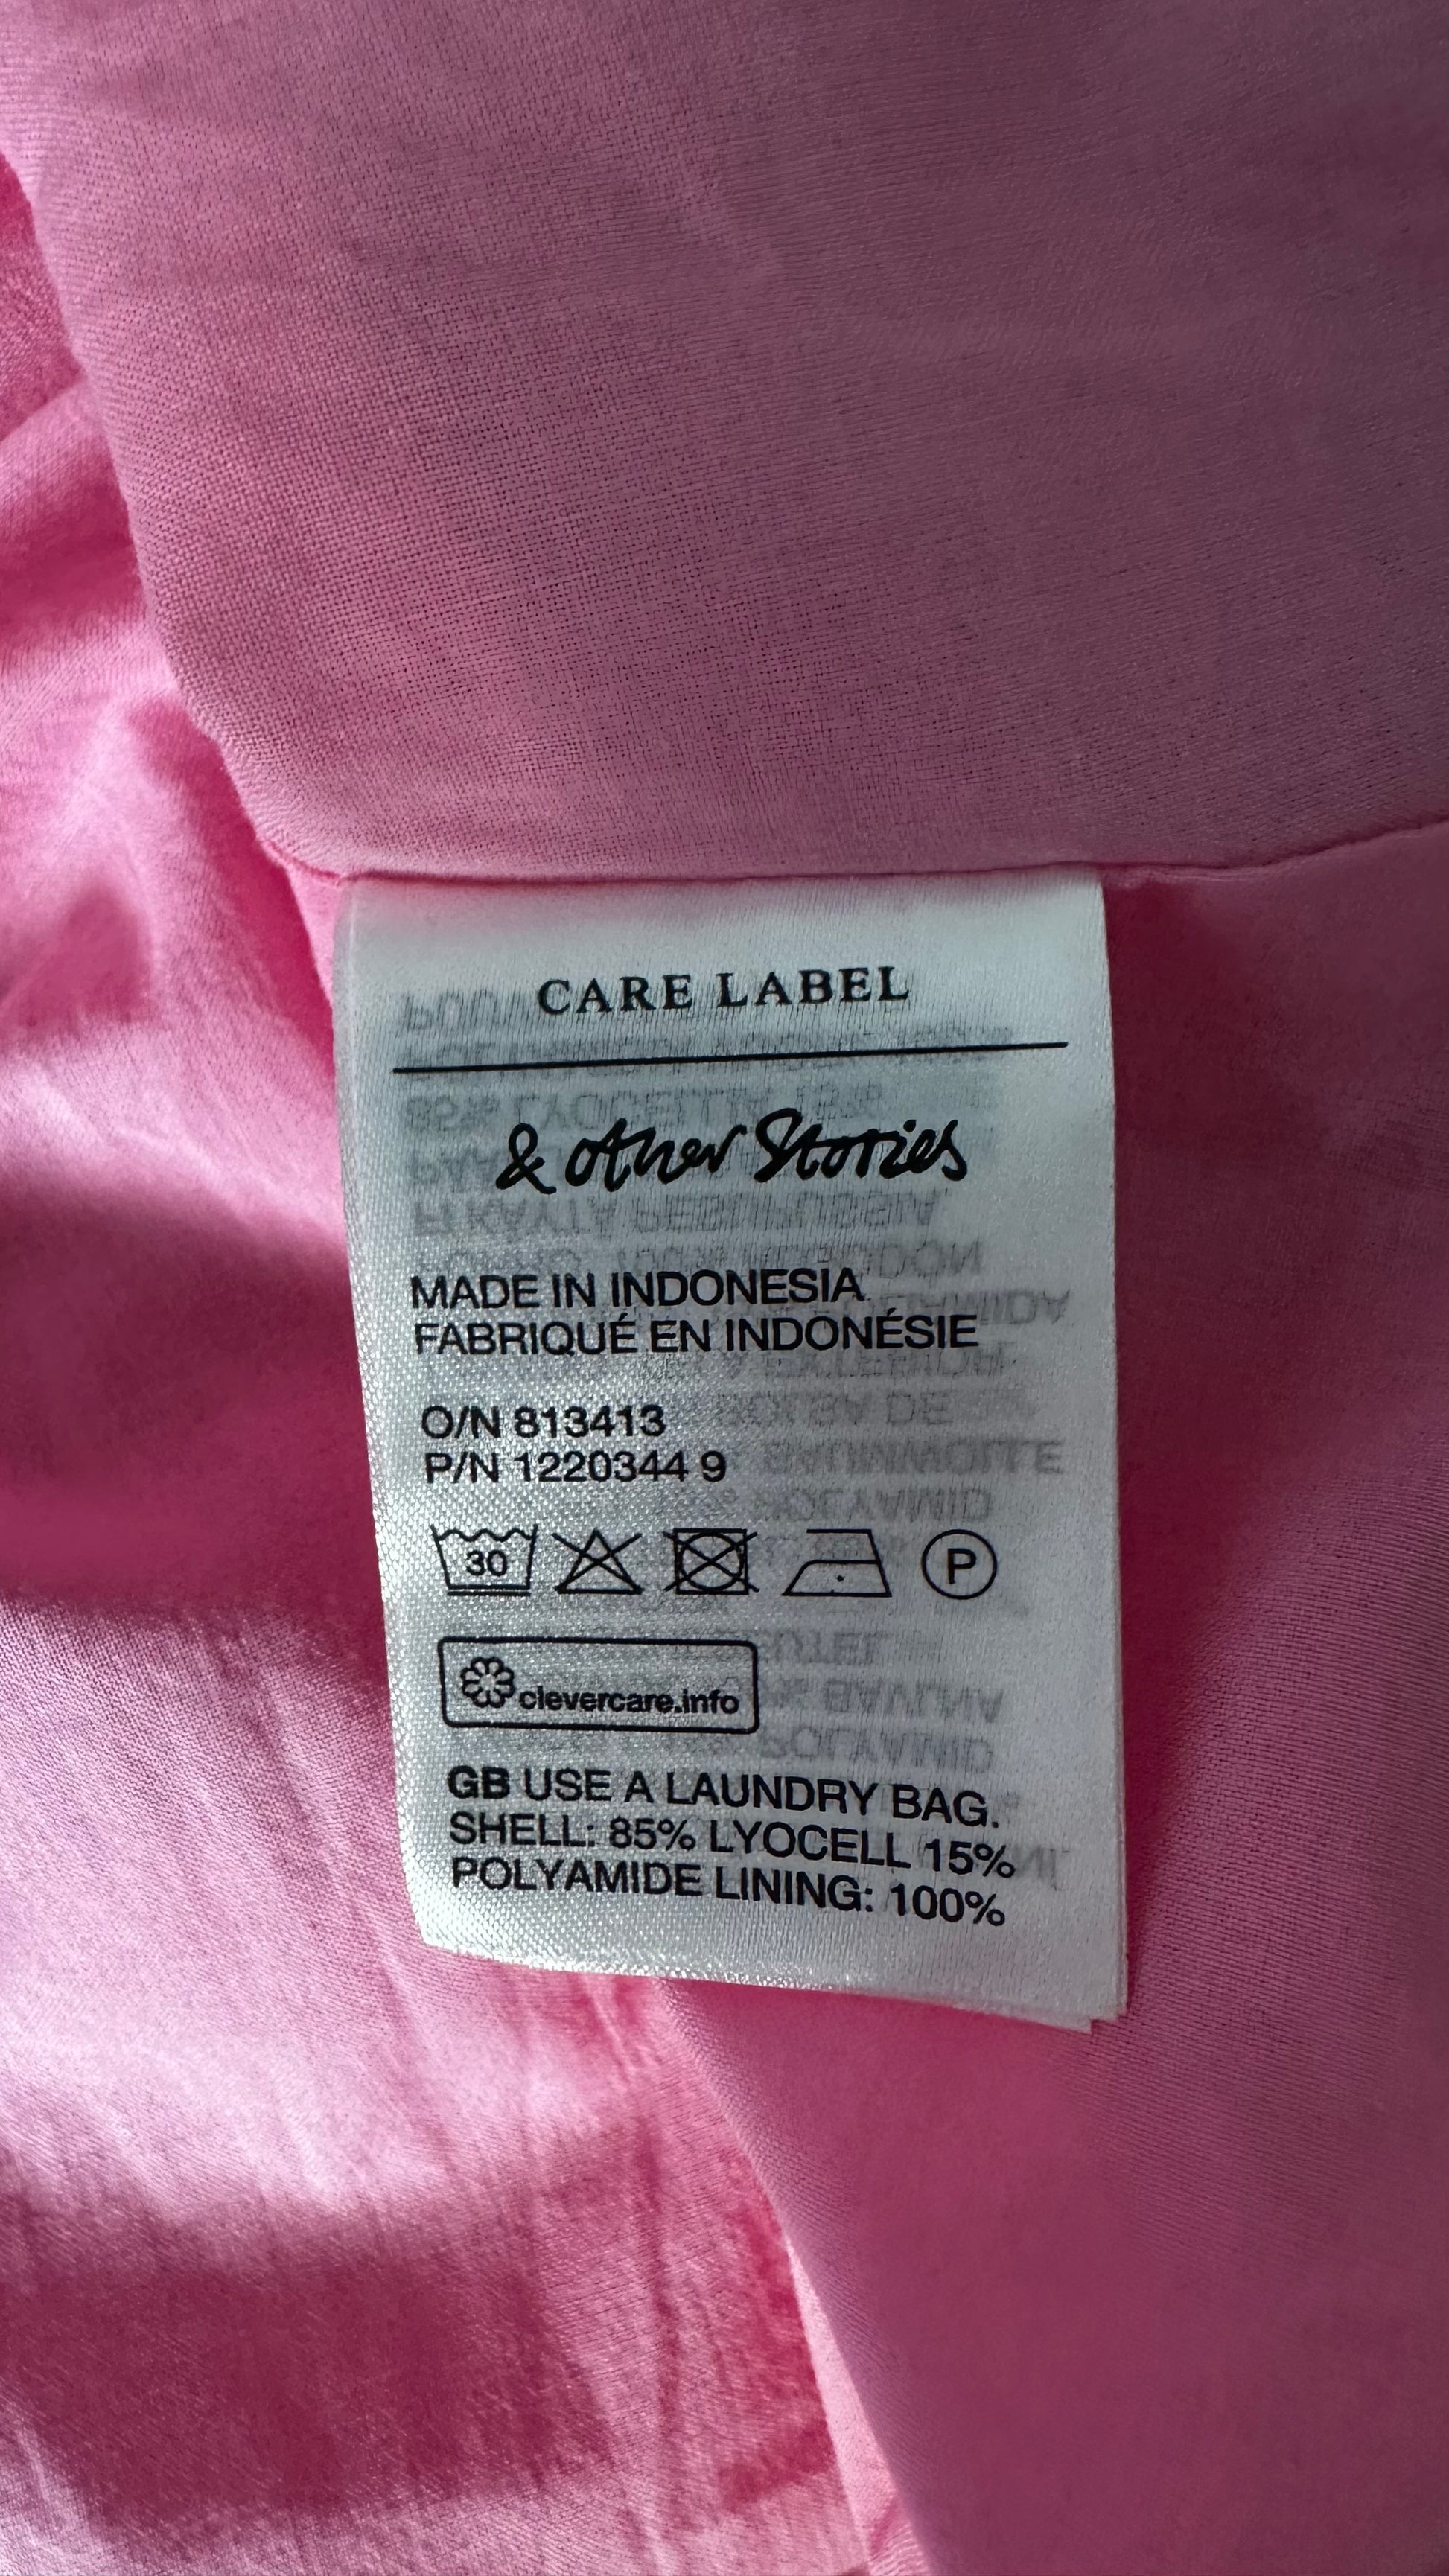 CARE LABEL
& other Stories
MADE IN INDONESIA
FABRIQUÉ EN INDONÉSIE
O/N 813413
P/N 1220344 9
30
P
clevercare.info
GB USE A LAUNDRY BAG.
SHELL: 85% LYOCELL 15%
POLYAMIDE LINING: 100%